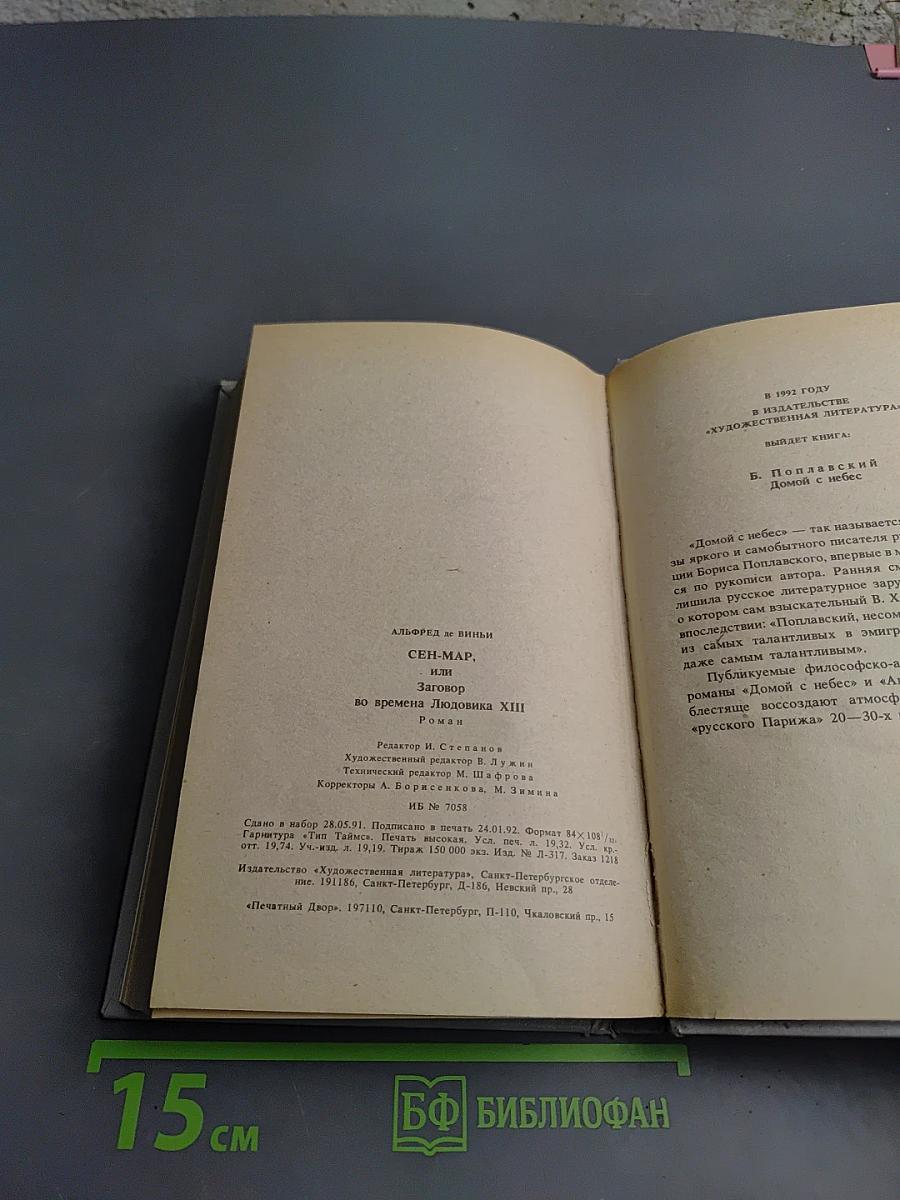 АЛЬФРЕД де ВИНЬИ
СЕН-МАР,
или
Заговор
во времена Людовика XIII
Роман
Редактор И. Степанов
Художественный редактор В. Лужин
Технический редактор М. Шафрова
Корректоры А. Борисенкова, М. Зимина
ИБ № 7058
Сдано в набор 28.05.91. Подписано в печать 24.01.92. Формат 84×108¹/₃₂.
Гарнитура «Тип Таймс». Печать высокая. Усл. печ. л. 19,32. Усл. кр.-
отт. 19,74. Уч.-изд. л. 19,19. Тираж 150 000 экз. Изд. № Л-317. Заказ 1218
Издательство «Художественная литература», Санкт-Петербургское отделе-
ние. 191186, Санкт-Петербург, Д-186, Невский пр., 28
«Печатный Двор». 197110, Санкт-Петербург, П-110, Чкаловский пр., 15
В 1992 ГОДУ
В ИЗДАТЕЛЬСТВЕ
«ХУДОЖЕСТВЕННАЯ ЛИТЕРАТУРА»
ВЫЙДЕТ КНИГА:
Б. Поплавский
Домой с небес
«Домой с небес» — так называется
зы яркого и самобытного писателя р
ции Бориса Поплавского, впервые в
ся по рукописи автора. Ранняя см
лишила русское литературное зару
о котором сам взыскательный В. Х
впоследствии: «Поплавский, несом
из самых талантливых в эмигр
даже самым талантливым».
Публикуемые философско-а
романы «Домой с небес» и «Ап
блестяще воссоздают атмосф
«русского Парижа» 20—30-х
15 см
БФ БИБЛИОФАН